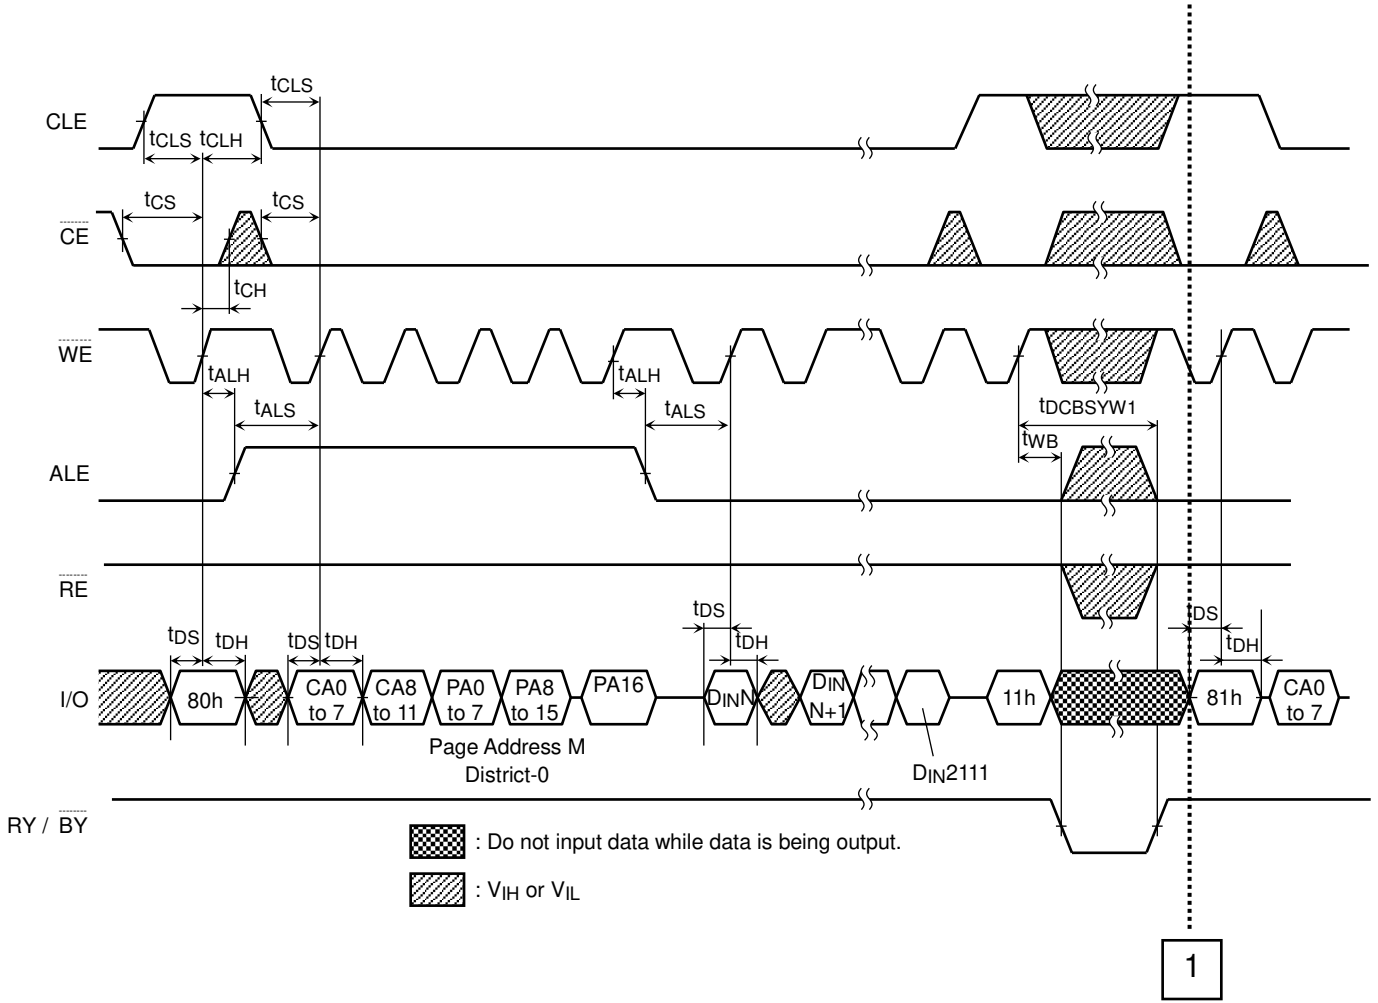 tCLS
CLE
tCLS tCLH
tCS tCS
CE
tCH
WE
tALH tALH
tDCBSYW1
tALS tALS
tWB
ALE
RE
tDS tDS
tDS tDH tDS tDH tDH tDH
I/O 80h CA0 to 7 CA8 to 11 PA0 to 7 PA8 to 15 PA16 DINN DIN N+1 11h 81h CA0 to 7
Page Address M
District-0
DIN2111
RY / BY
: Do not input data while data is being output.
: VIH or VIL
1